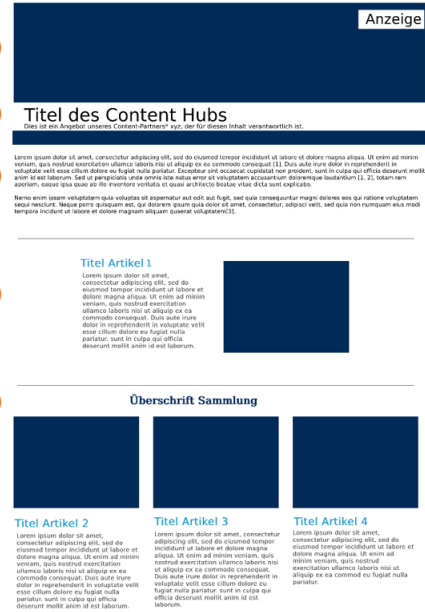 Anzeige
Titel des Content Hubs
Dies ist ein Angebot unseres Content-Partners* xyz, der für diesen Inhalt verantwortlich ist.
Lorem ipsum dolor sit amet, consectetur adipiscing elit, sed do eiusmod tempor incididunt ut labore et dolore magna aliqua. Ut enim ad minim
veniam, quis nostrud exercitation ullamco laboris nisi ut aliquip ex ea commodo consequat [1]. Duis aute irure dolor in reprehenderit in
voluptate velit esse cillum dolore eu fugiat nulla pariatur. Excepteur sint occaecat cupidatat non proident, sunt in culpa qui officia deserunt mollit
anim id est laborum. Sed ut perspiciatis unde omnis iste natus error sit voluptatem accusantium doloremque laudantium [1, 2], totam rem
aperiam, eaque ipsa quae ab illo inventore veritatis et quasi architecto beatae vitae dicta sunt explicabo.
Nemo enim ipsam voluptatem quia voluptas sit aspernatur aut odit aut fugit, sed quia consequuntur magni dolores eos qui ratione voluptatem
sequi nesciunt. Neque porro quisquam est, qui dolorem ipsum quia dolor sit amet, consectetur, adipisci velit, sed quia non numquam eius modi
tempora incidunt ut labore et dolore magnam aliquam quaerat voluptatem[3].
Titel Artikel 1
Lorem ipsum dolor sit amet,
consectetur adipiscing elit, sed do
eiusmod tempor incididunt ut labore et
dolore magna aliqua. Ut enim ad minim
veniam, quis nostrud exercitation
ullamco laboris nisi ut aliquip ex ea
commodo consequat. Duis aute irure
dolor in reprehenderit in voluptate velit
esse cillum dolore eu fugiat nulla
pariatur. sunt in culpa qui officia
deserunt mollit anim id est laborum.
Überschrift Sammlung
Titel Artikel 2
Lorem ipsum dolor sit amet,
consectetur adipiscing elit, sed do
eiusmod tempor incididunt ut labore et
dolore magna aliqua. Ut enim ad minim
veniam, quis nostrud exercitation
ullamco laboris nisi ut aliquip ex ea
commodo consequat. Duis aute irure
dolor in reprehenderit in voluptate velit
esse cillum dolore eu fugiat nulla
pariatur. sunt in culpa qui officia
deserunt mollit anim id est laborum.
Titel Artikel 3
Lorem ipsum dolor sit amet, consectetur
adipiscing elit, sed do eiusmod tempor
incididunt ut labore et dolore magna
aliqua. Ut enim ad minim veniam, quis
nostrud exercitation ullamco laboris nisi
ut aliquip ex ea commodo consequat.
Duis aute irure dolor in reprehenderit in
voluptate velit esse cillum dolore eu
fugiat nulla pariatur. sunt in culpa qui
officia deserunt mollit anim id est
laborum.
Titel Artikel 4
Lorem ipsum dolor sit amet,
consectetur adipiscing elit, sed do
eiusmod tempor incididunt ut labore et
dolore magna aliqua. Ut enim ad minim
veniam, quis nostrud
exercitation ullamco laboris nisi ut
aliquip ex ea commod eu fugiat nulla
pariatur.